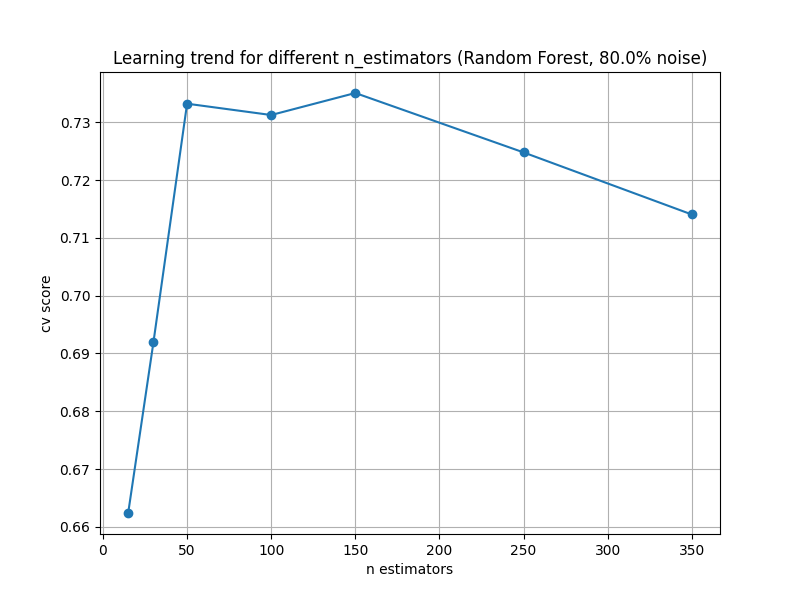 Learning trend for different n_estimators (Random Forest, 80.0% noise)
cv score
0.73
0.72
0.71
0.70
0.69
0.68
0.67
0.66
0 50 100 150 200 250 300 350
n estimators